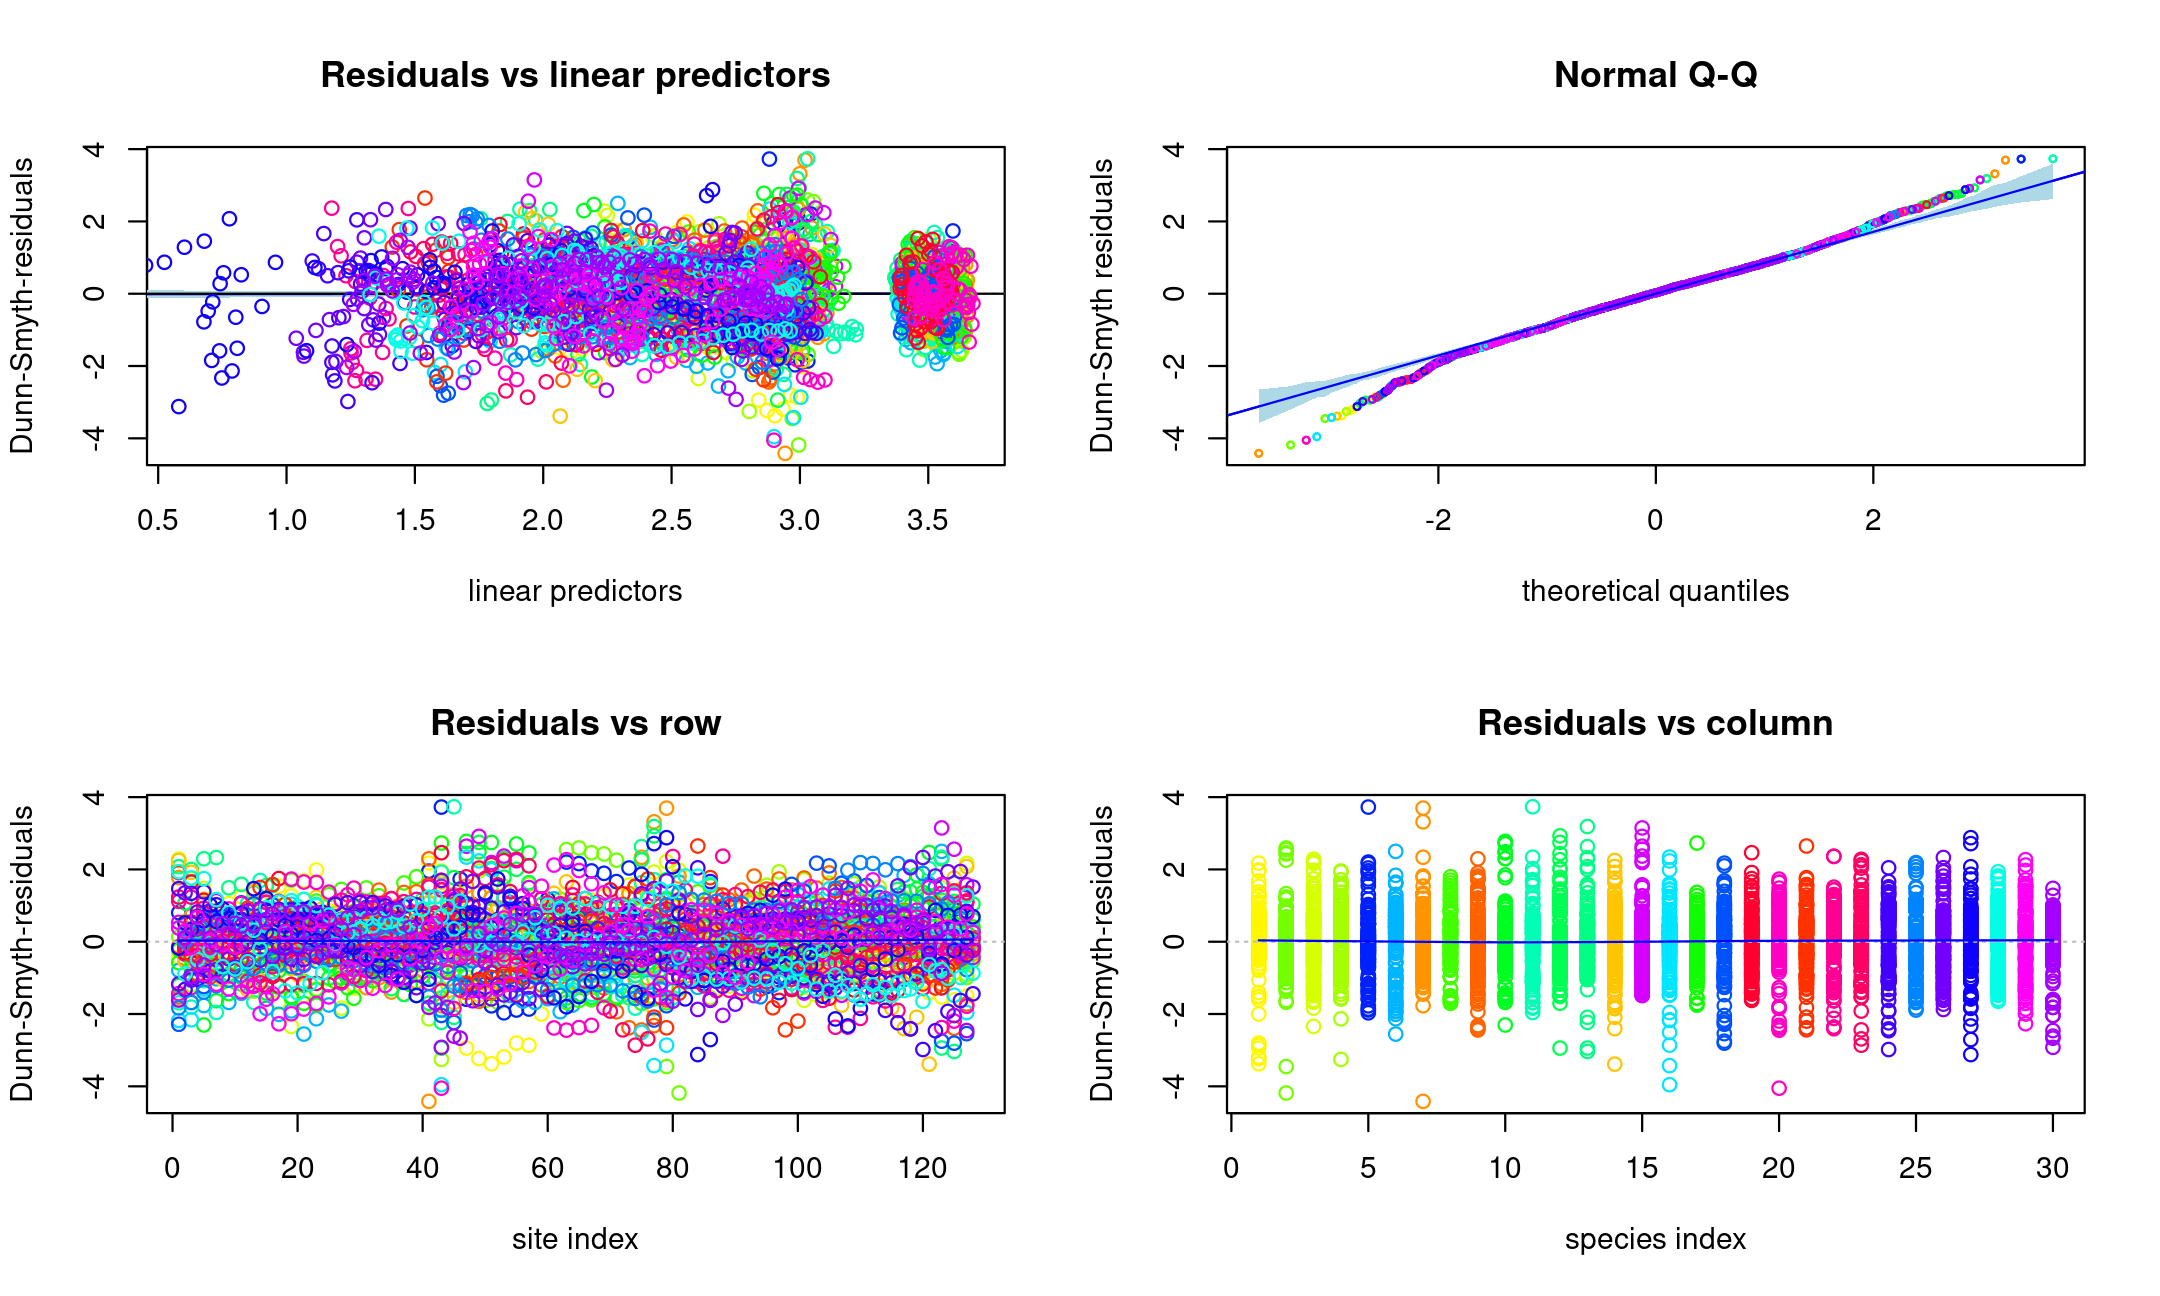 Residuals vs linear predictors
Dunn-Smyth-residuals
4
2
0
-2
-4
0.5 1.0 1.5 2.0 2.5 3.0 3.5
linear predictors
Normal Q-Q
Dunn-Smyth residuals
4
2
0
-2
-4
-2 0 2
theoretical quantiles
Residuals vs row
Dunn-Smyth-residuals
4
2
0
-2
-4
0 20 40 60 80 100 120
site index
Residuals vs column
Dunn-Smyth-residuals
4
2
0
-2
-4
0 5 10 15 20 25 30
species index